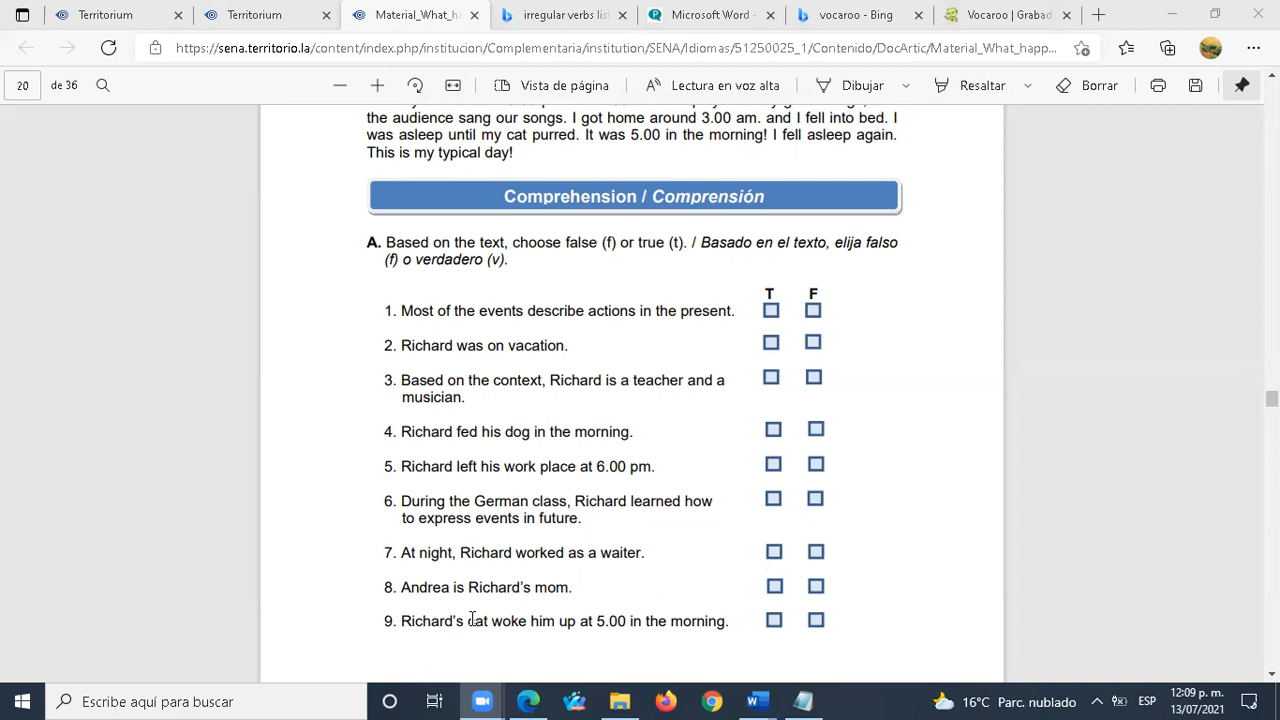 Territorium
Territorium
Material_What_ha
irregular verbs lis
Microsoft Word -
vocaroo - Bing
Vocaroo | Grabad
https://sena.territorio.la/content/index.php/institucion/Complementaria/institution/SENA/Idiomas/51250025_1/Contenido/DocArtic/Material_What_happ...
20 de 36
Vista de página
Lectura en voz alta
Dibujar
Resaltar
Borrar
the audience sang our songs. I got home around 3.00 am. and I fell into bed. I
was asleep until my cat purred. It was 5.00 in the morning! I fell asleep again.
This is my typical day!
Comprehension / Comprensión
A. Based on the text, choose false (f) or true (t). / Basado en el texto, elija falso
(f) o verdadero (v).
T F
1. Most of the events describe actions in the present.
2. Richard was on vacation.
3. Based on the context, Richard is a teacher and a
musician.
4. Richard fed his dog in the morning.
5. Richard left his work place at 6.00 pm.
6. During the German class, Richard learned how
to express events in future.
7. At night, Richard worked as a waiter.
8. Andrea is Richard's mom.
9. Richard's cat woke him up at 5.00 in the morning.
Escribe aquí para buscar
16°C Parc. nublado
ESP
12:09 p. m.
13/07/2021